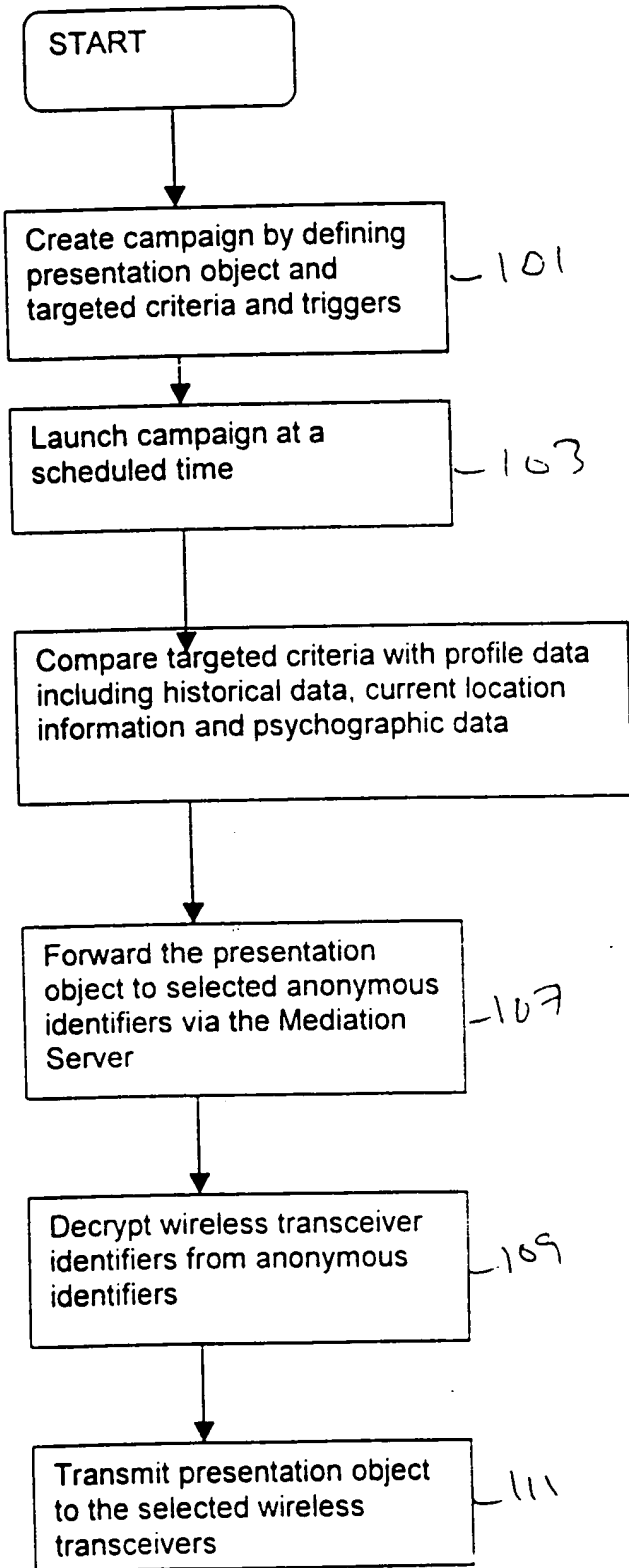 START
Create campaign by defining
presentation object and
targeted criteria and triggers
101
Launch campaign at a
scheduled time
103
Compare targeted criteria with profile data
including historical data, current location
information and psychographic data
Forward the presentation
object to selected anonymous
identifiers via the Mediation
Server
107
Decrypt wireless transceiver
identifiers from anonymous
identifiers
109
Transmit presentation object
to the selected wireless
transceivers
111